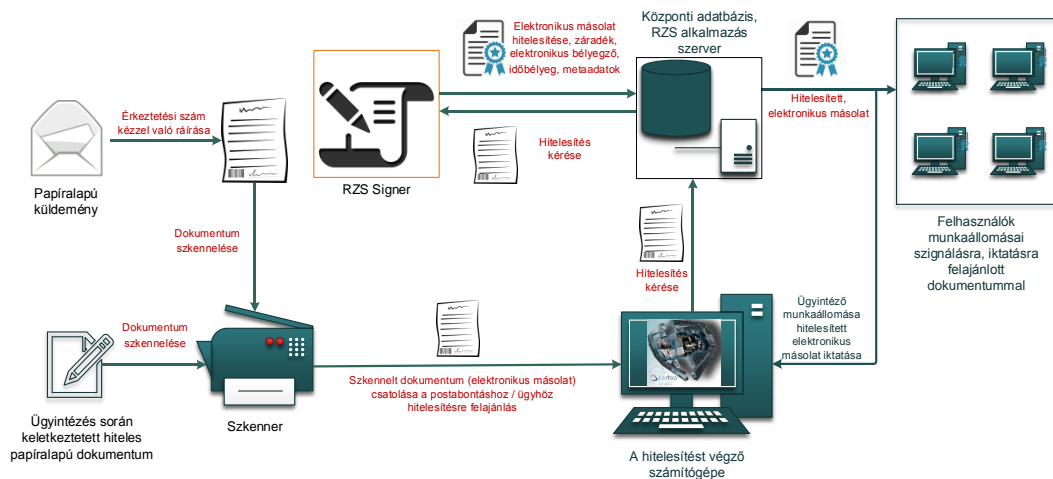 Elektronikus másolat
hitelesítése, záradék,
elektronikus bélyegző,
időbélyeg, metaadatok
Központi adatbázis,
RZS alkalmazás
szerver
Érkeztetési szám
kézzel való ráírása
Hitelesített,
elektronikus másolat
Hitelesítés
kérése
Papíralapú
küldemény
RZS Signer
Dokumentum
szkennelése
Hitelesítés
kérése
Felhasználók
munkaállomásai
szignálásra, iktatásra
felajánlott
dokumentummal
Dokumentum
szkennelése
Ügyintéző
munkaállomása
hitelesített
elektronikus
másolat iktatása
Szkennelt dokumentum (elektronikus másolat)
csatolása a postabontáshoz / ügyhöz
hitelesítésre felajánlás
Ügyintézés során
keletkeztetett hiteles
papíralapú dokumentum
Szkenner
A hitelesítést végző
számítógépe